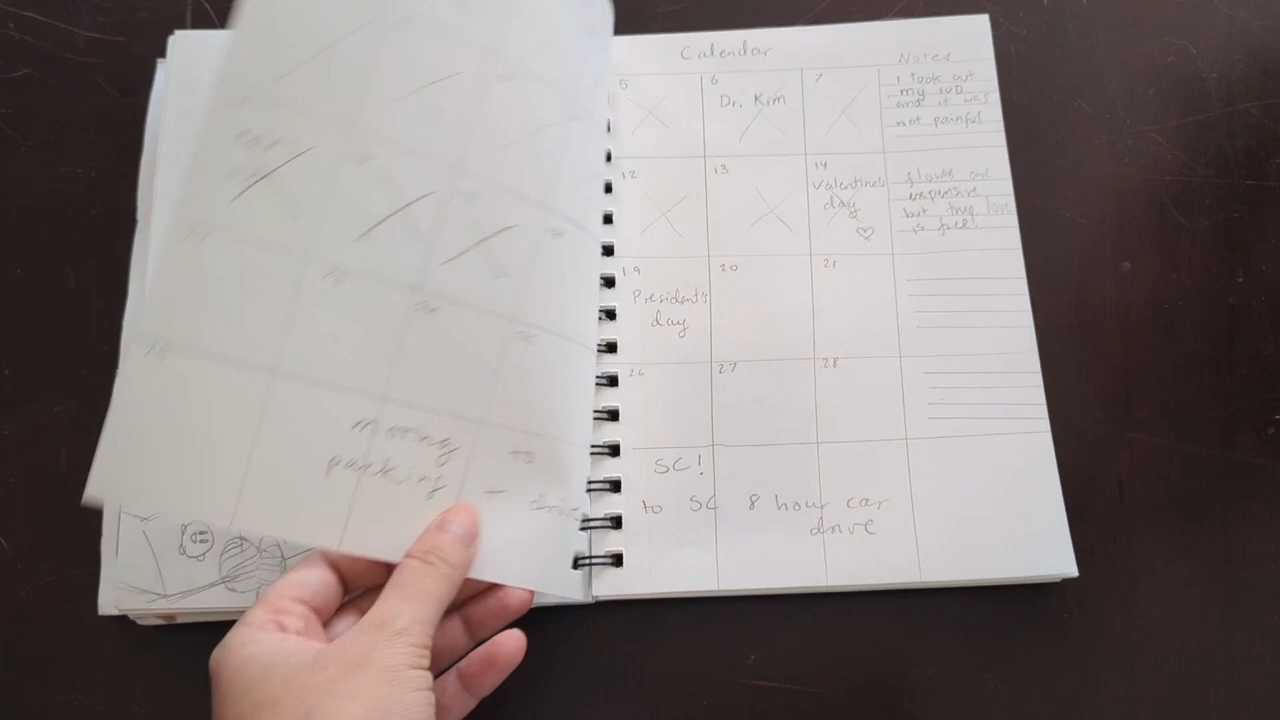 Calendar
Notes
5
6
7
Dr. Kim
I took out
my IUD
and it was
not painful
12
13
14
Valentine's
day
flowers are
expensive
but true love
is free!
19
20
21
President's
day
26
27
28
SC!
to SC 8 hour car
drive
moving
packing